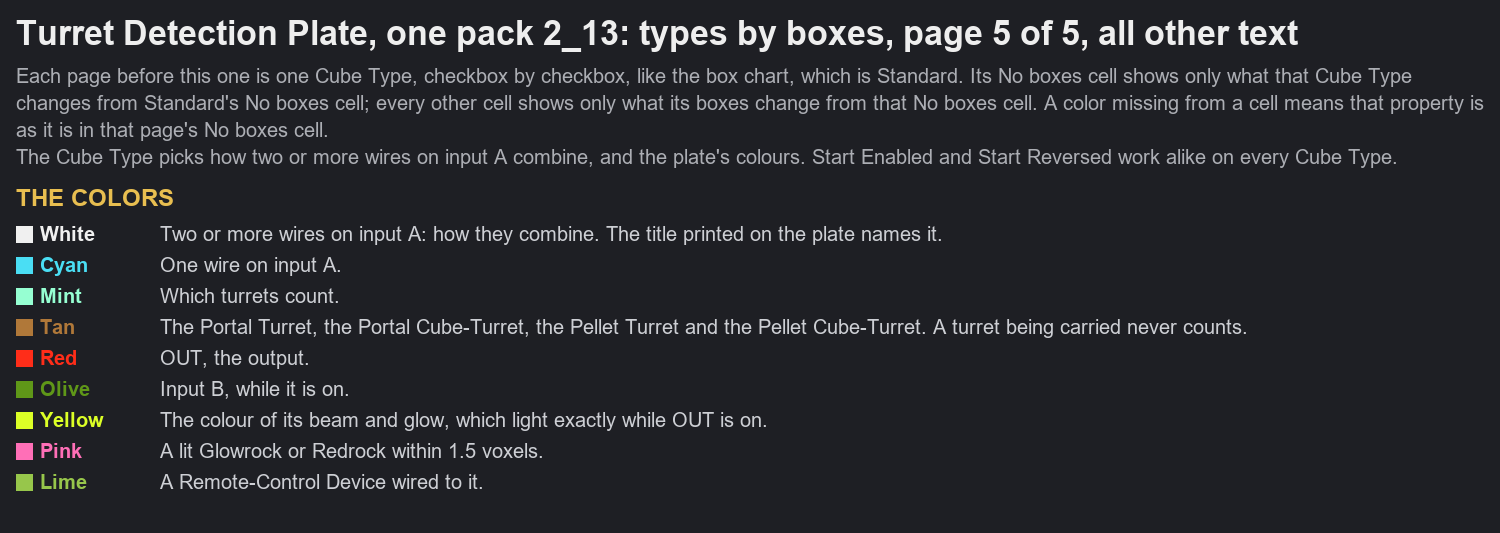 Turret Detection Plate, one pack 2_13: types by boxes, page 5 of 5, all other text
Each page before this one is one Cube Type, checkbox by checkbox, like the box chart, which is Standard. Its No boxes cell shows only what that Cube Type
changes from Standard's No boxes cell; every other cell shows only what its boxes change from that No boxes cell. A color missing from a cell means that property is
as it is in that page's No boxes cell.
The Cube Type picks how two or more wires on input A combine, and the plate's colours. Start Enabled and Start Reversed work alike on every Cube Type.
THE COLORS
White Two or more wires on input A: how they combine. The title printed on the plate names it.
Cyan One wire on input A.
Mint Which turrets count.
Tan The Portal Turret, the Portal Cube-Turret, the Pellet Turret and the Pellet Cube-Turret. A turret being carried never counts.
Red OUT, the output.
Olive Input B, while it is on.
Yellow The colour of its beam and glow, which light exactly while OUT is on.
Pink A lit Glowrock or Redrock within 1.5 voxels.
Lime A Remote-Control Device wired to it.